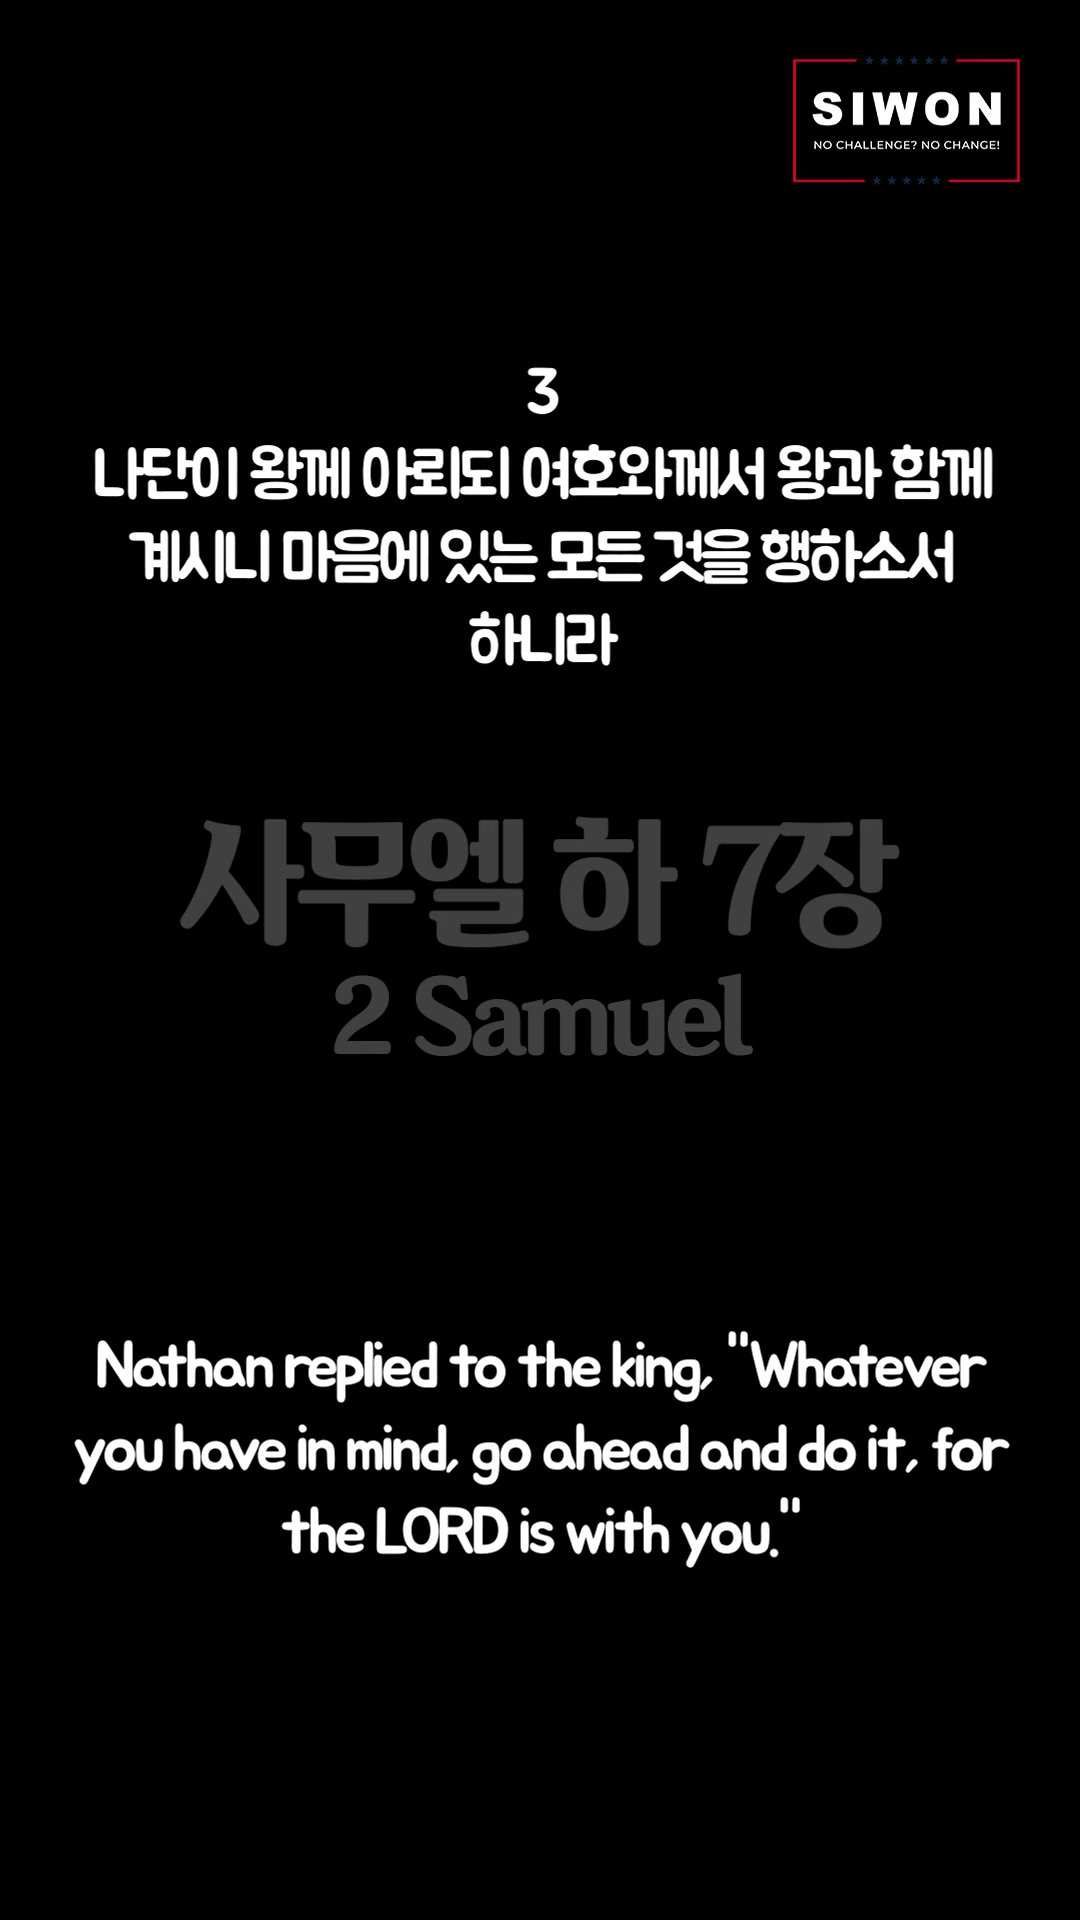 SIWON
NO CHALLENGE? NO CHANGE!
3
나단이 왕께 아뢰되 여호와께서 왕과 함께
계시니 마음에 있는 모든 것을 행하소서
하니라
사무엘 하 7장
2 Samuel
Nathan replied to the king, "Whatever
you have in mind, go ahead and do it, for
the LORD is with you."